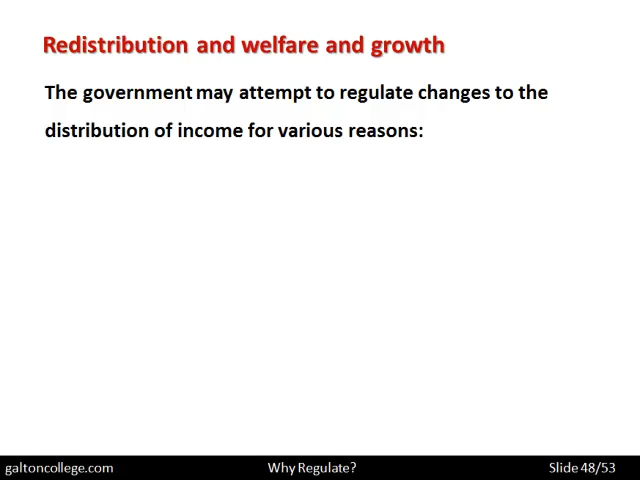 Redistribution and welfare and growth
The government may attempt to regulate changes to the
distribution of income for various reasons:
galtoncollege.com Why Regulate? Slide 48/53